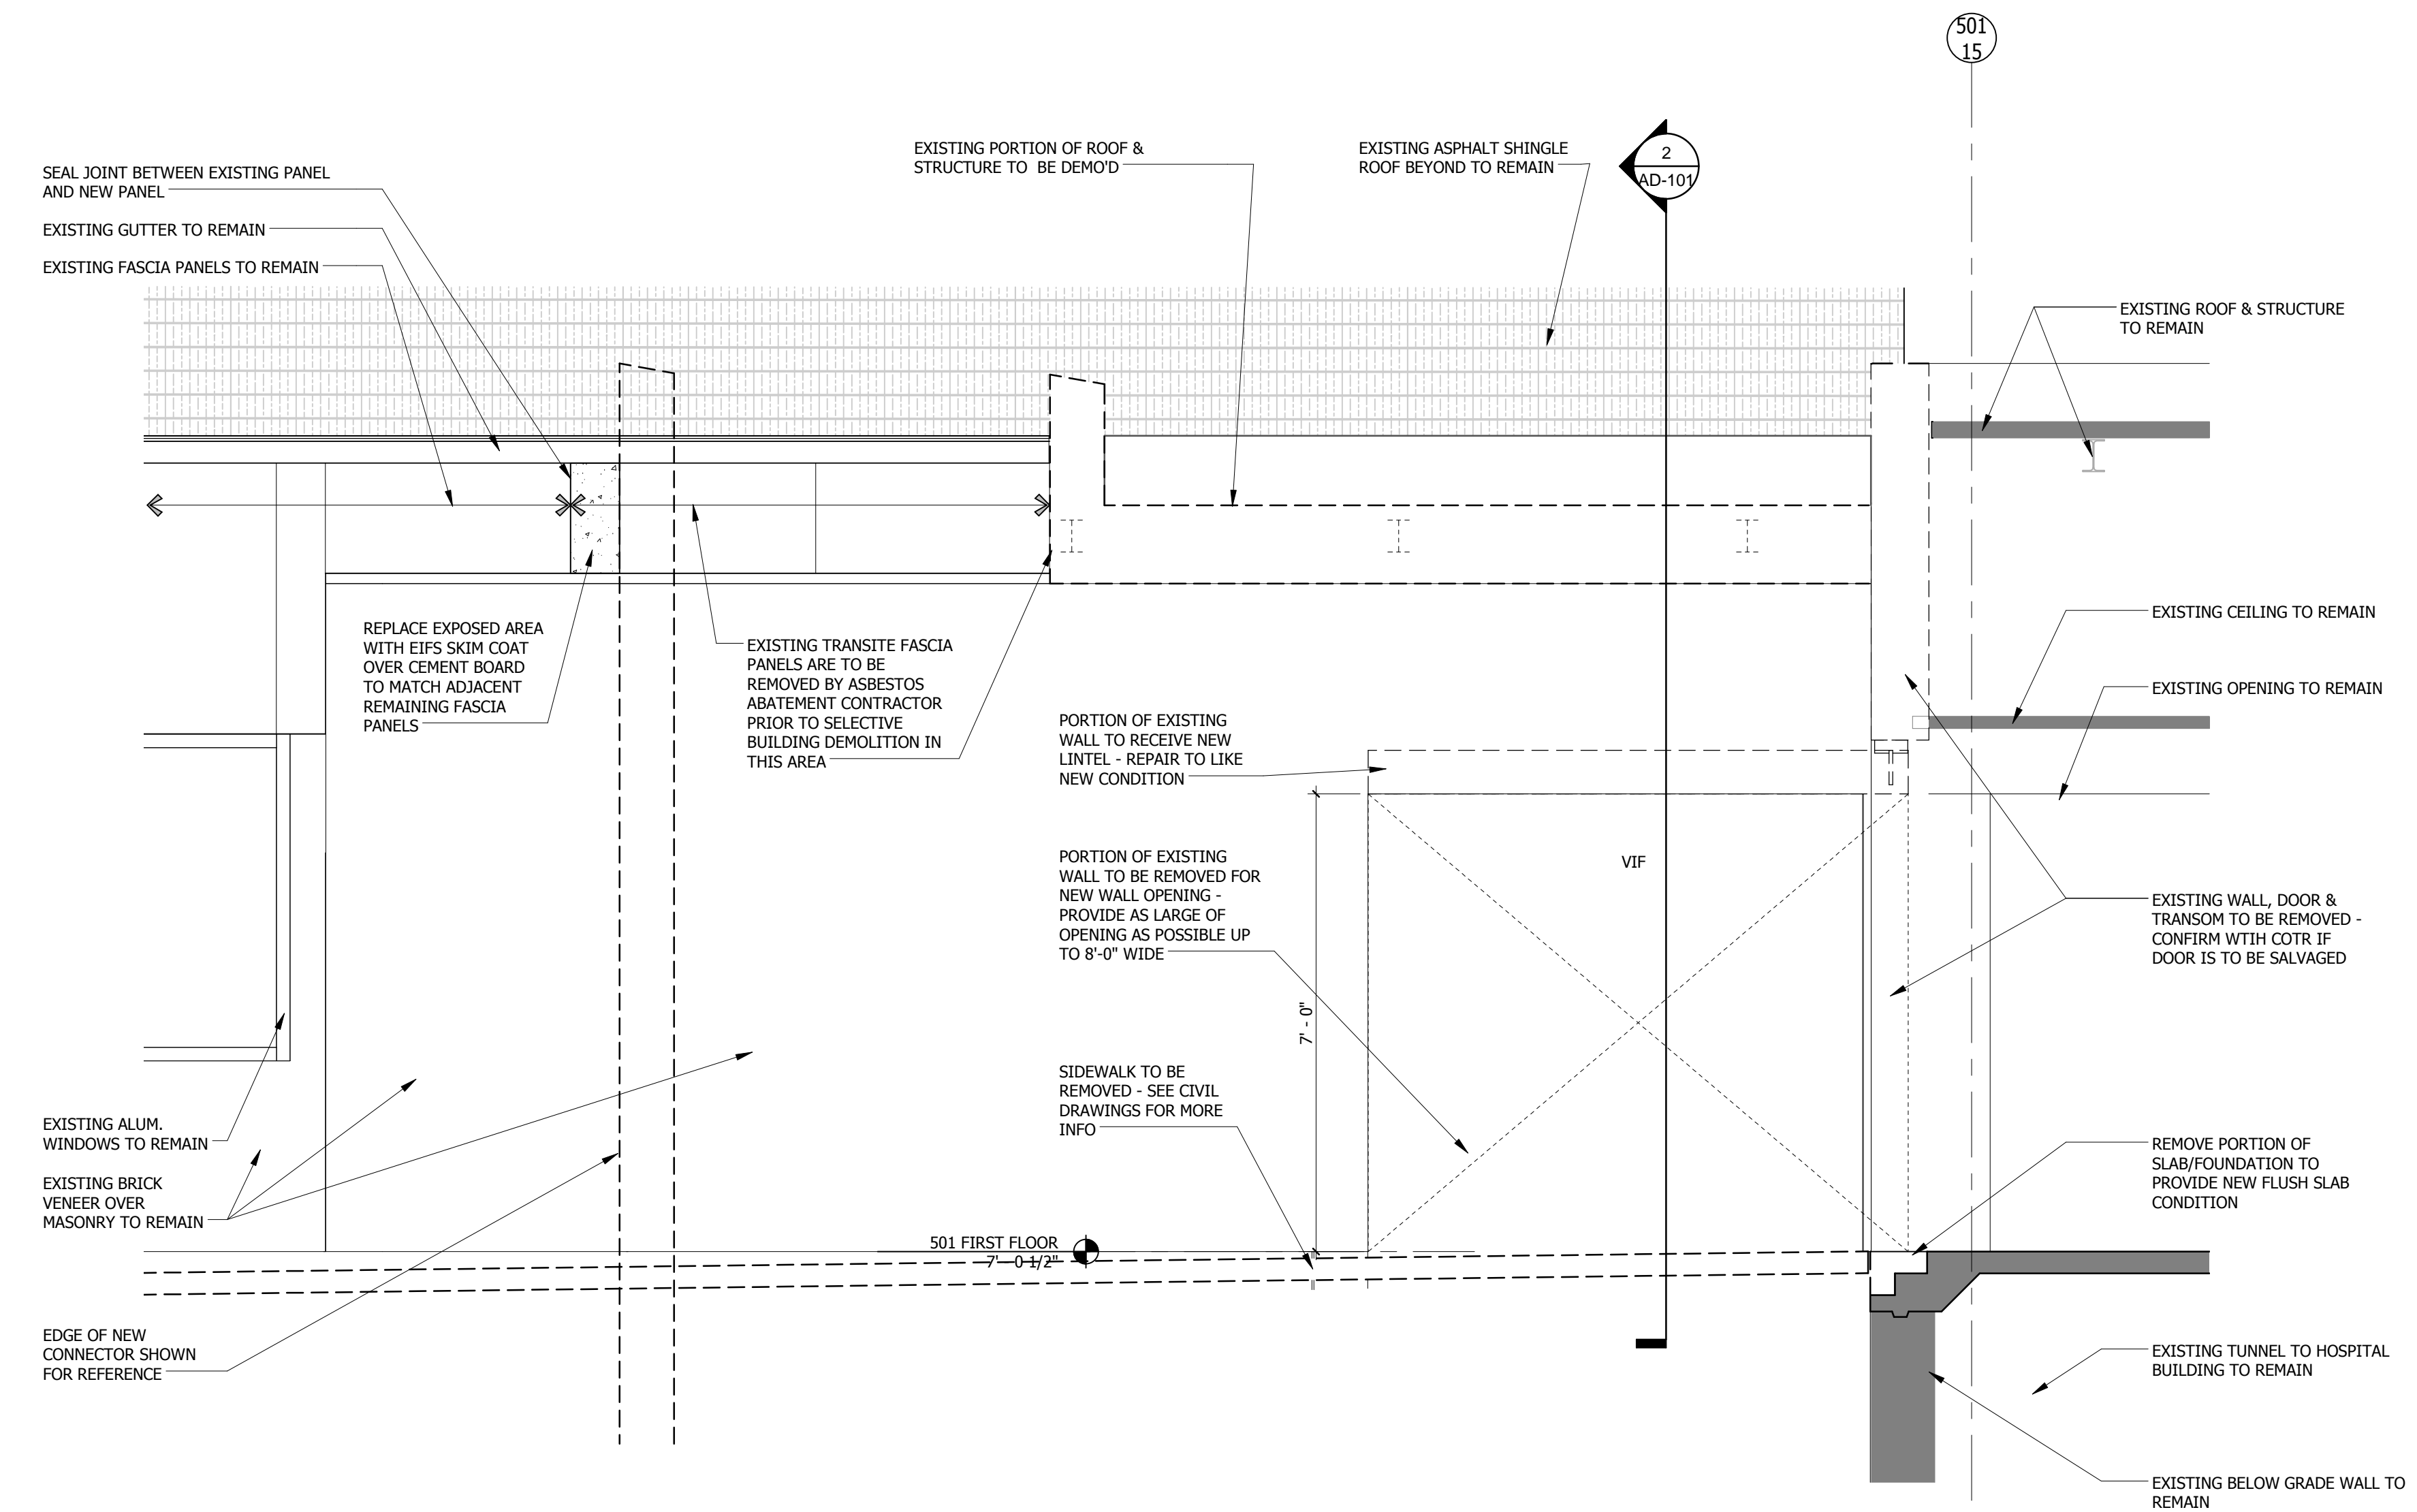 501
15
SEAL JOINT BETWEEN EXISTING PANEL
AND NEW PANEL
EXISTING GUTTER TO REMAIN
EXISTING FASCIA PANELS TO REMAIN
EXISTING PORTION OF ROOF &
STRUCTURE TO BE DEMO'D
EXISTING ASPHALT SHINGLE
ROOF BEYOND TO REMAIN
2
AD-101
EXISTING ROOF & STRUCTURE
TO REMAIN
REPLACE EXPOSED AREA
WITH EIFS SKIM COAT
OVER CEMENT BOARD
TO MATCH ADJACENT
REMAINING FASCIA
PANELS
EXISTING TRANSITE FASCIA
PANELS ARE TO BE
REMOVED BY ASBESTOS
ABATEMENT CONTRACTOR
PRIOR TO SELECTIVE
BUILDING DEMOLITION IN
THIS AREA
PORTION OF EXISTING
WALL TO RECEIVE NEW
LINTEL - REPAIR TO LIKE
NEW CONDITION
EXISTING CEILING TO REMAIN
EXISTING OPENING TO REMAIN
PORTION OF EXISTING
WALL TO BE REMOVED FOR
NEW WALL OPENING -
PROVIDE AS LARGE OF
OPENING AS POSSIBLE UP
TO 8'-0" WIDE
VIF
7' - 0"
EXISTING WALL, DOOR &
TRANSOM TO BE REMOVED -
CONFIRM WTIH COTR IF
DOOR IS TO BE SALVAGED
SIDEWALK TO BE
REMOVED - SEE CIVIL
DRAWINGS FOR MORE
INFO
EXISTING ALUM.
WINDOWS TO REMAIN
EXISTING BRICK
VENEER OVER
MASONRY TO REMAIN
REMOVE PORTION OF
SLAB/FOUNDATION TO
PROVIDE NEW FLUSH SLAB
CONDITION
501 FIRST FLOOR
7' - 0 1/2"
EDGE OF NEW
CONNECTOR SHOWN
FOR REFERENCE
EXISTING TUNNEL TO HOSPITAL
BUILDING TO REMAIN
EXISTING BELOW GRADE WALL TO
REMAIN